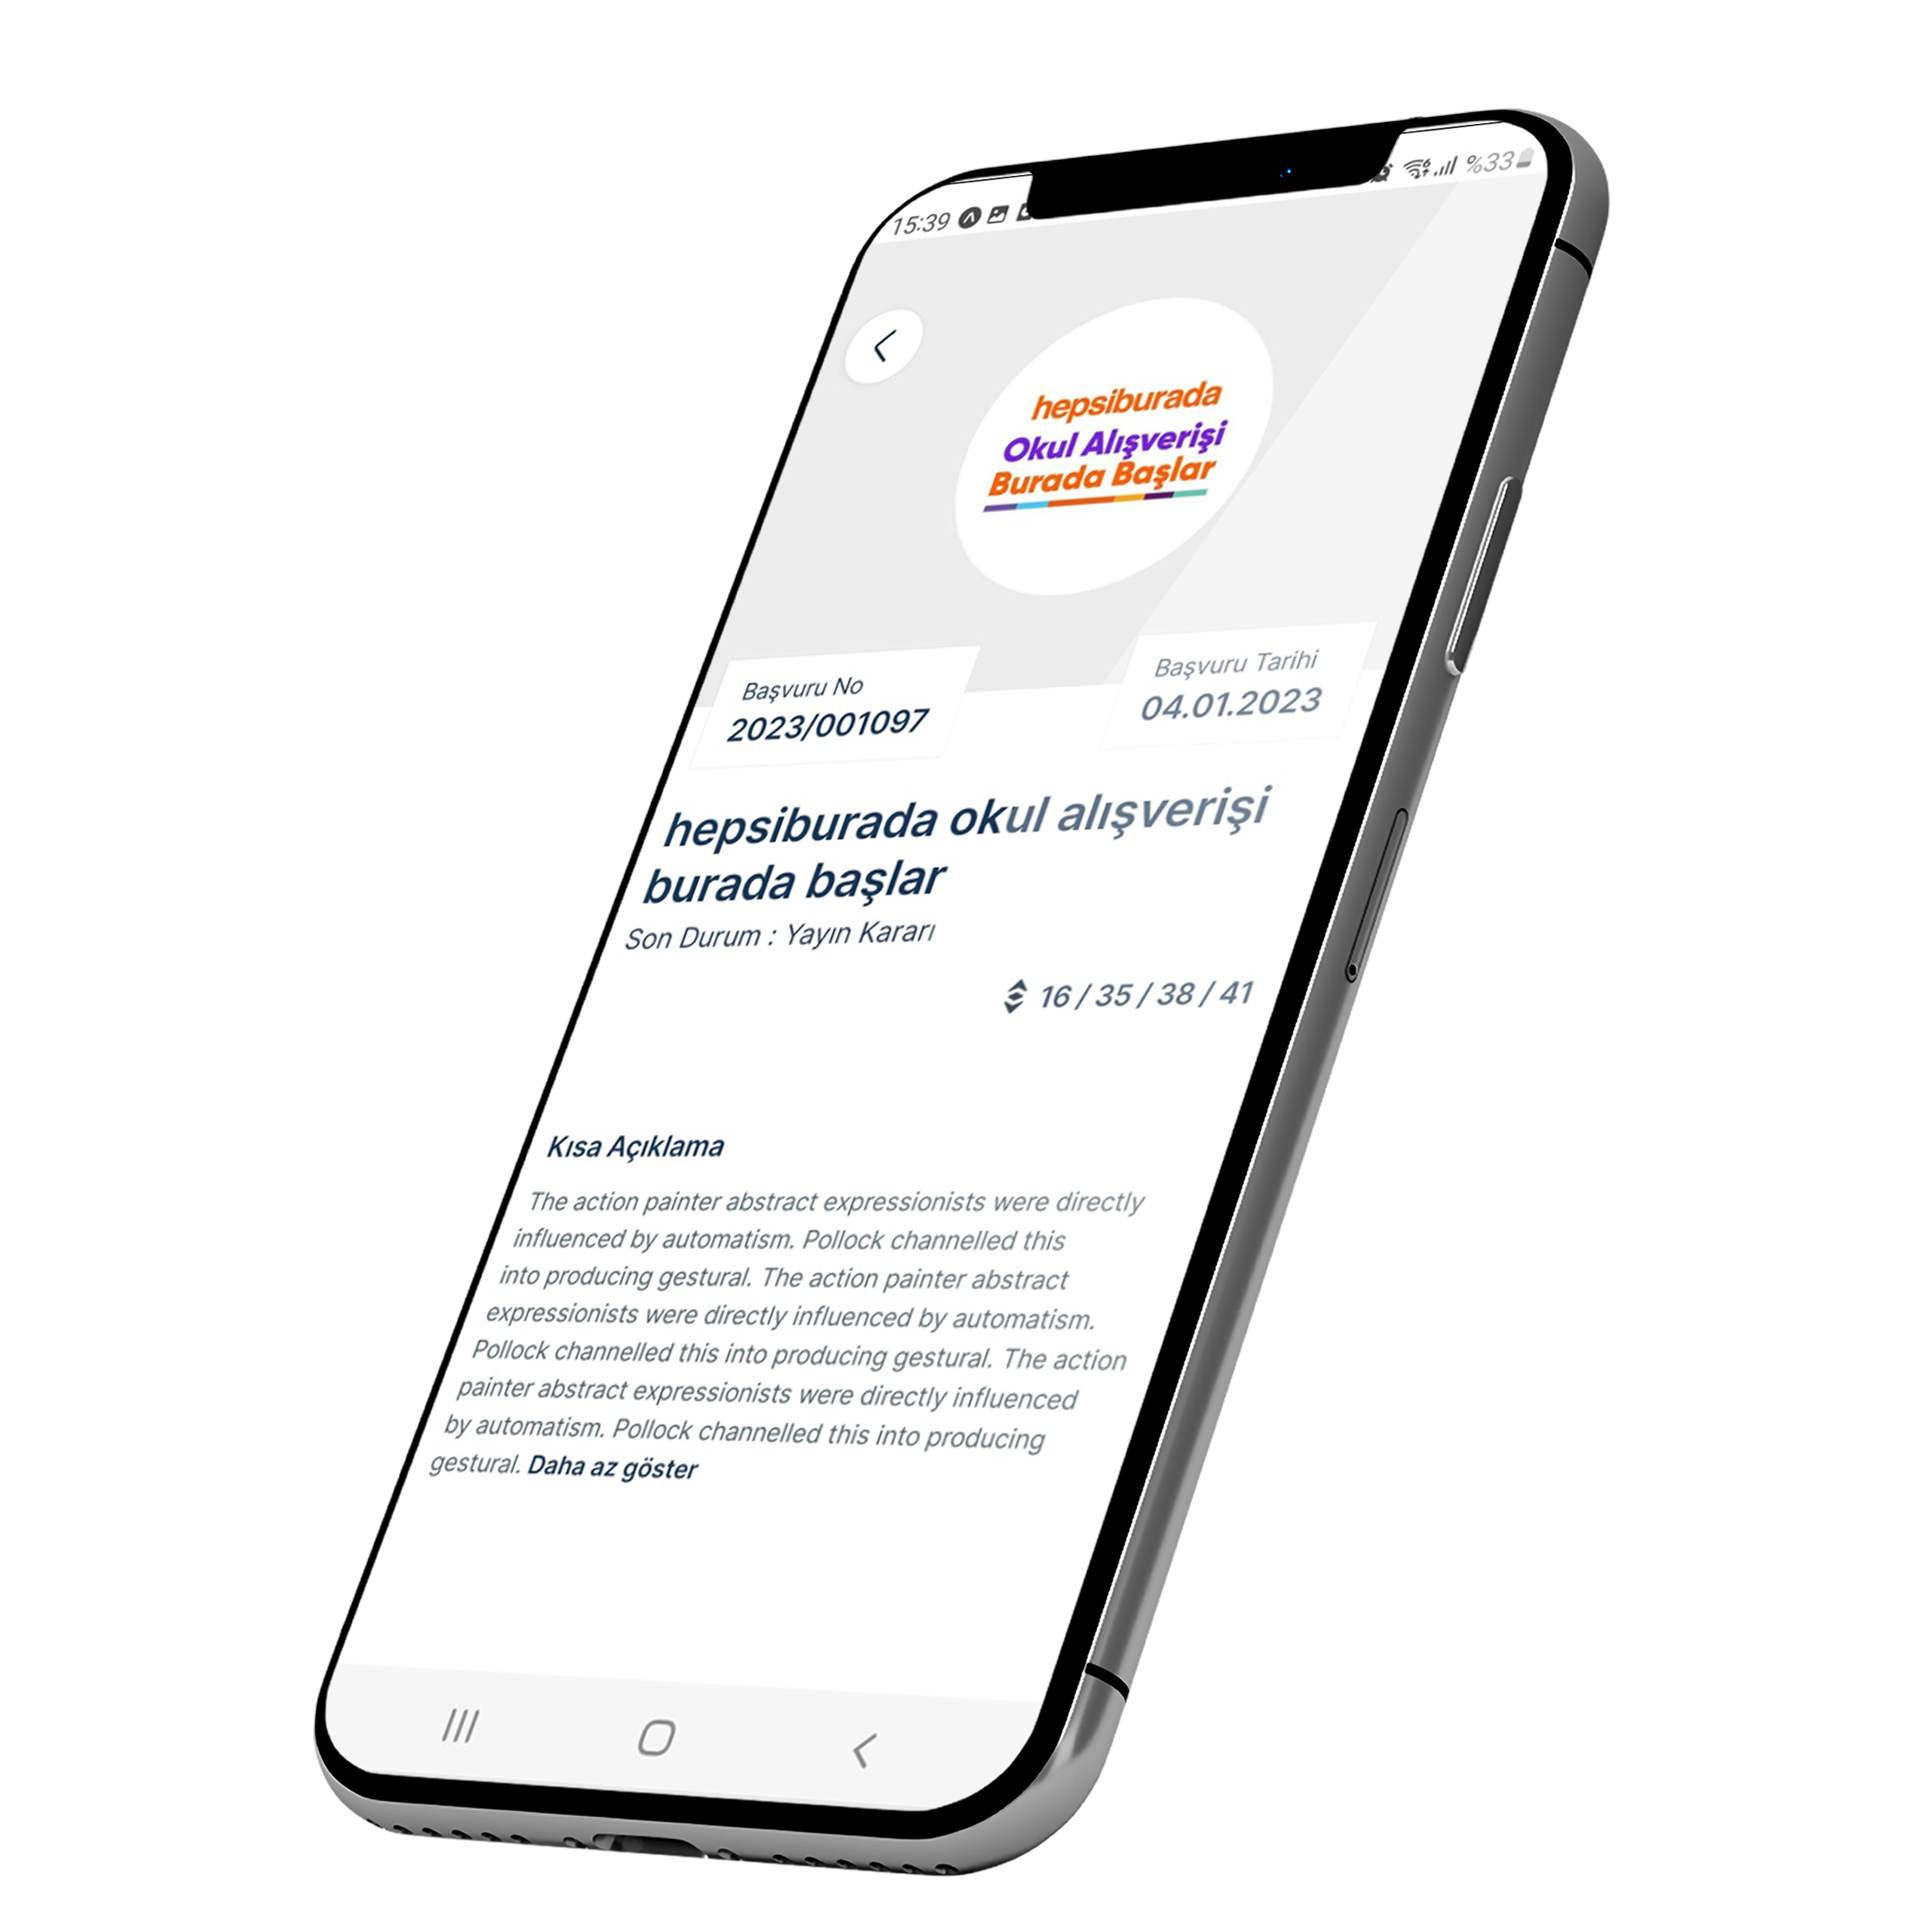 15:39 %33
hepsiburada
Okul Alışverişi
Burada Başlar
Başvuru No
2023/001097
Başvuru Tarihi
04.01.2023
hepsiburada okul alışverişi
burada başlar
Son Durum : Yayın Kararı
16 / 35 / 38 / 41
Kısa Açıklama
The action painter abstract expressionists were directly
influenced by automatism. Pollock channelled this
into producing gestural. The action painter abstract
expressionists were directly influenced by automatism.
Pollock channelled this into producing gestural. The action
painter abstract expressionists were directly influenced
by automatism. Pollock channelled this into producing
gestural. Daha az göster